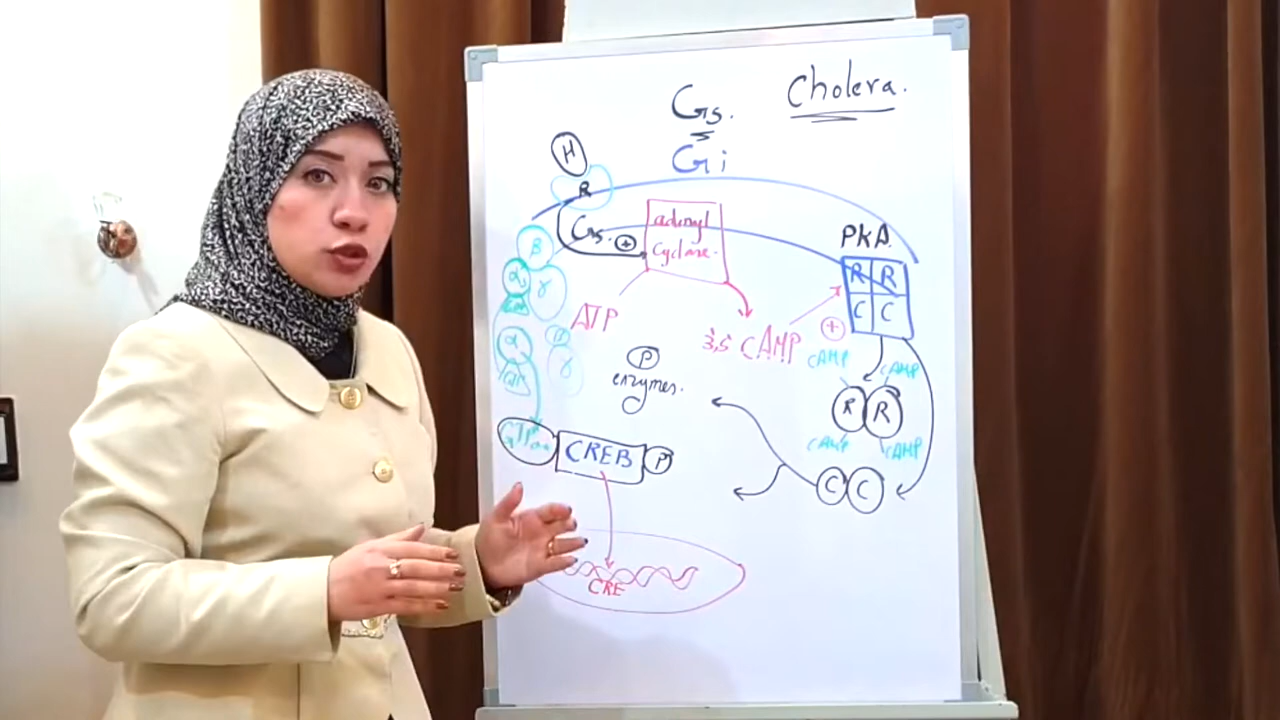 Gs.
Cholera.
Gi
H
R
Gs. +
adenyl
cyclase.
PKA.
R R
C C
β
α
γ
ATP
3,5 cAMP
+
cAMP
cAMP
P
enzymes.
α
γ
R R
cAMP
cAMP
CREB
P
C C
CRE